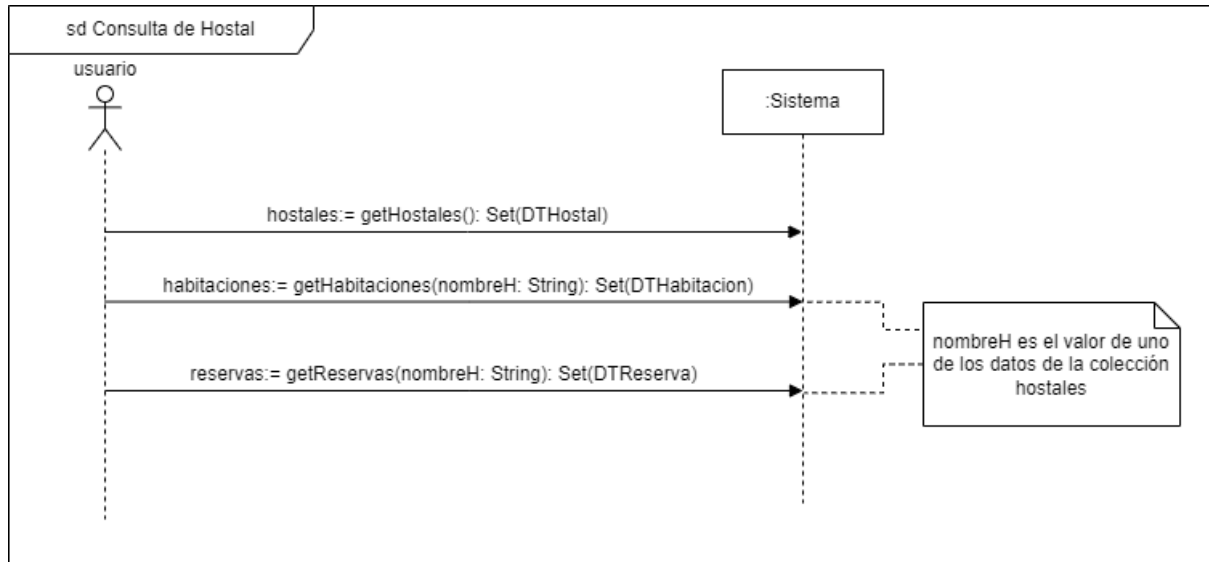 sd Consulta de Hostal
usuario
:Sistema
hostales:= getHostales(): Set(DTHostal)
habitaciones:= getHabitaciones(nombreH: String): Set(DTHabitacion)
nombreH es el valor de uno
de los datos de la colección
hostales
reservas:= getReservas(nombreH: String): Set(DTReserva)